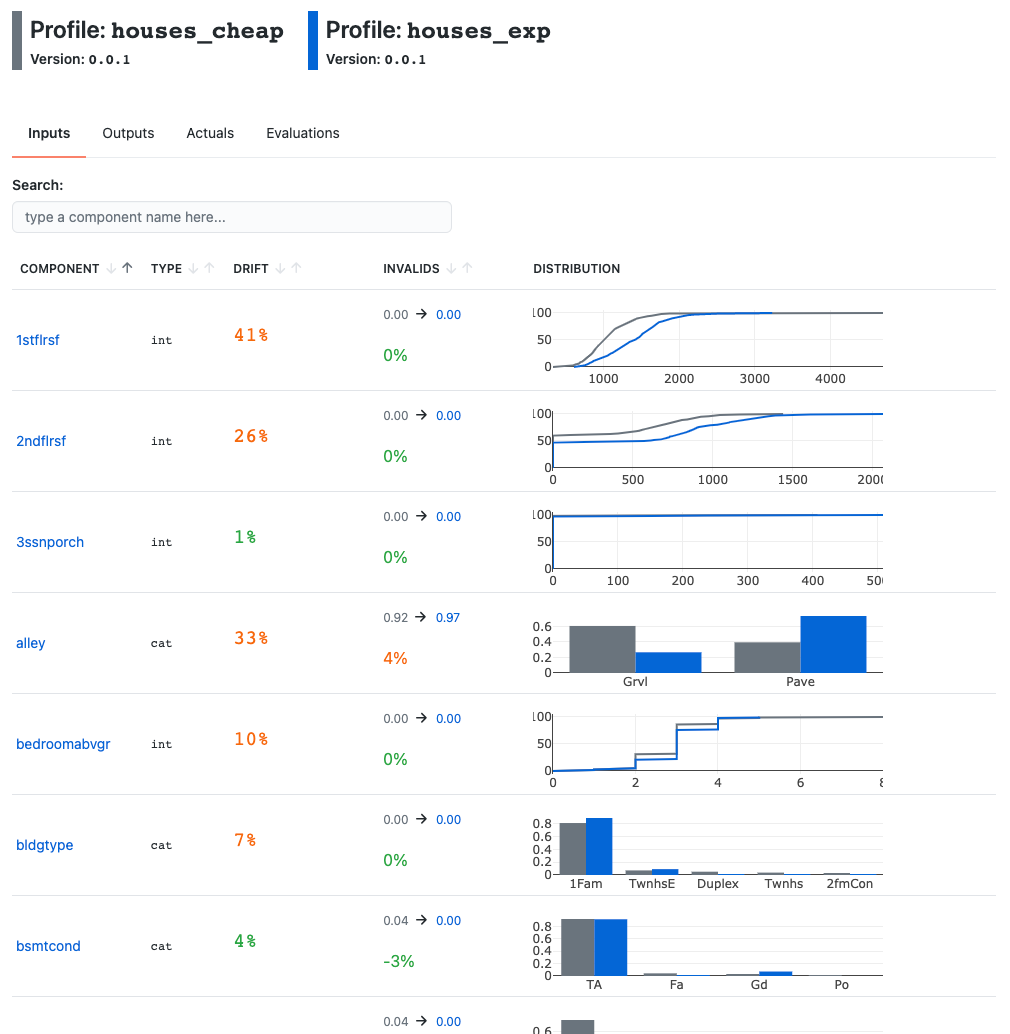 Profile: houses_cheap
Version: 0.0.1
Profile: houses_exp
Version: 0.0.1
Inputs Outputs Actuals Evaluations
Search:
type a component name here...
COMPONENT ↓ ↑ TYPE ↓ ↑ DRIFT ↓ ↑ INVALIDS ↓ ↑ DISTRIBUTION
1stflrsf int 41% 0.00 → 0.00
0%
100
50
0
1000 2000 3000 4000
2ndflrsf int 26% 0.00 → 0.00
0%
100
50
0
0 500 1000 1500 2000
3ssnporch int 1% 0.00 → 0.00
0%
100
50
0
0 100 200 300 400 500
alley cat 33% 0.92 → 0.97
4%
0.6
0.4
0.2
0
Grvl Pave
bedroomabvgr int 10% 0.00 → 0.00
0%
100
50
0
0 2 4 6 8
bldgtype cat 7% 0.00 → 0.00
0%
0.8
0.6
0.4
0.2
0
1Fam TwnhsE Duplex Twnhs 2fmCon
bsmtcond cat 4% 0.04 → 0.00
-3%
0.8
0.6
0.4
0.2
0
TA Fa Gd Po
0.04 → 0.00
0.6